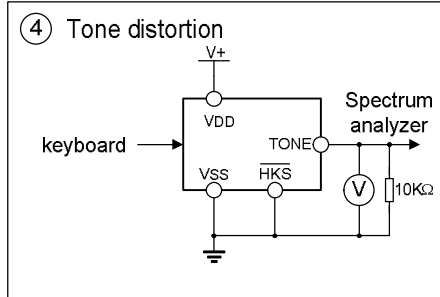 4 Tone distortion
V+
VDD
Spectrum
analyzer
keyboard
TONE
VSS
HKS
V
10KΩ